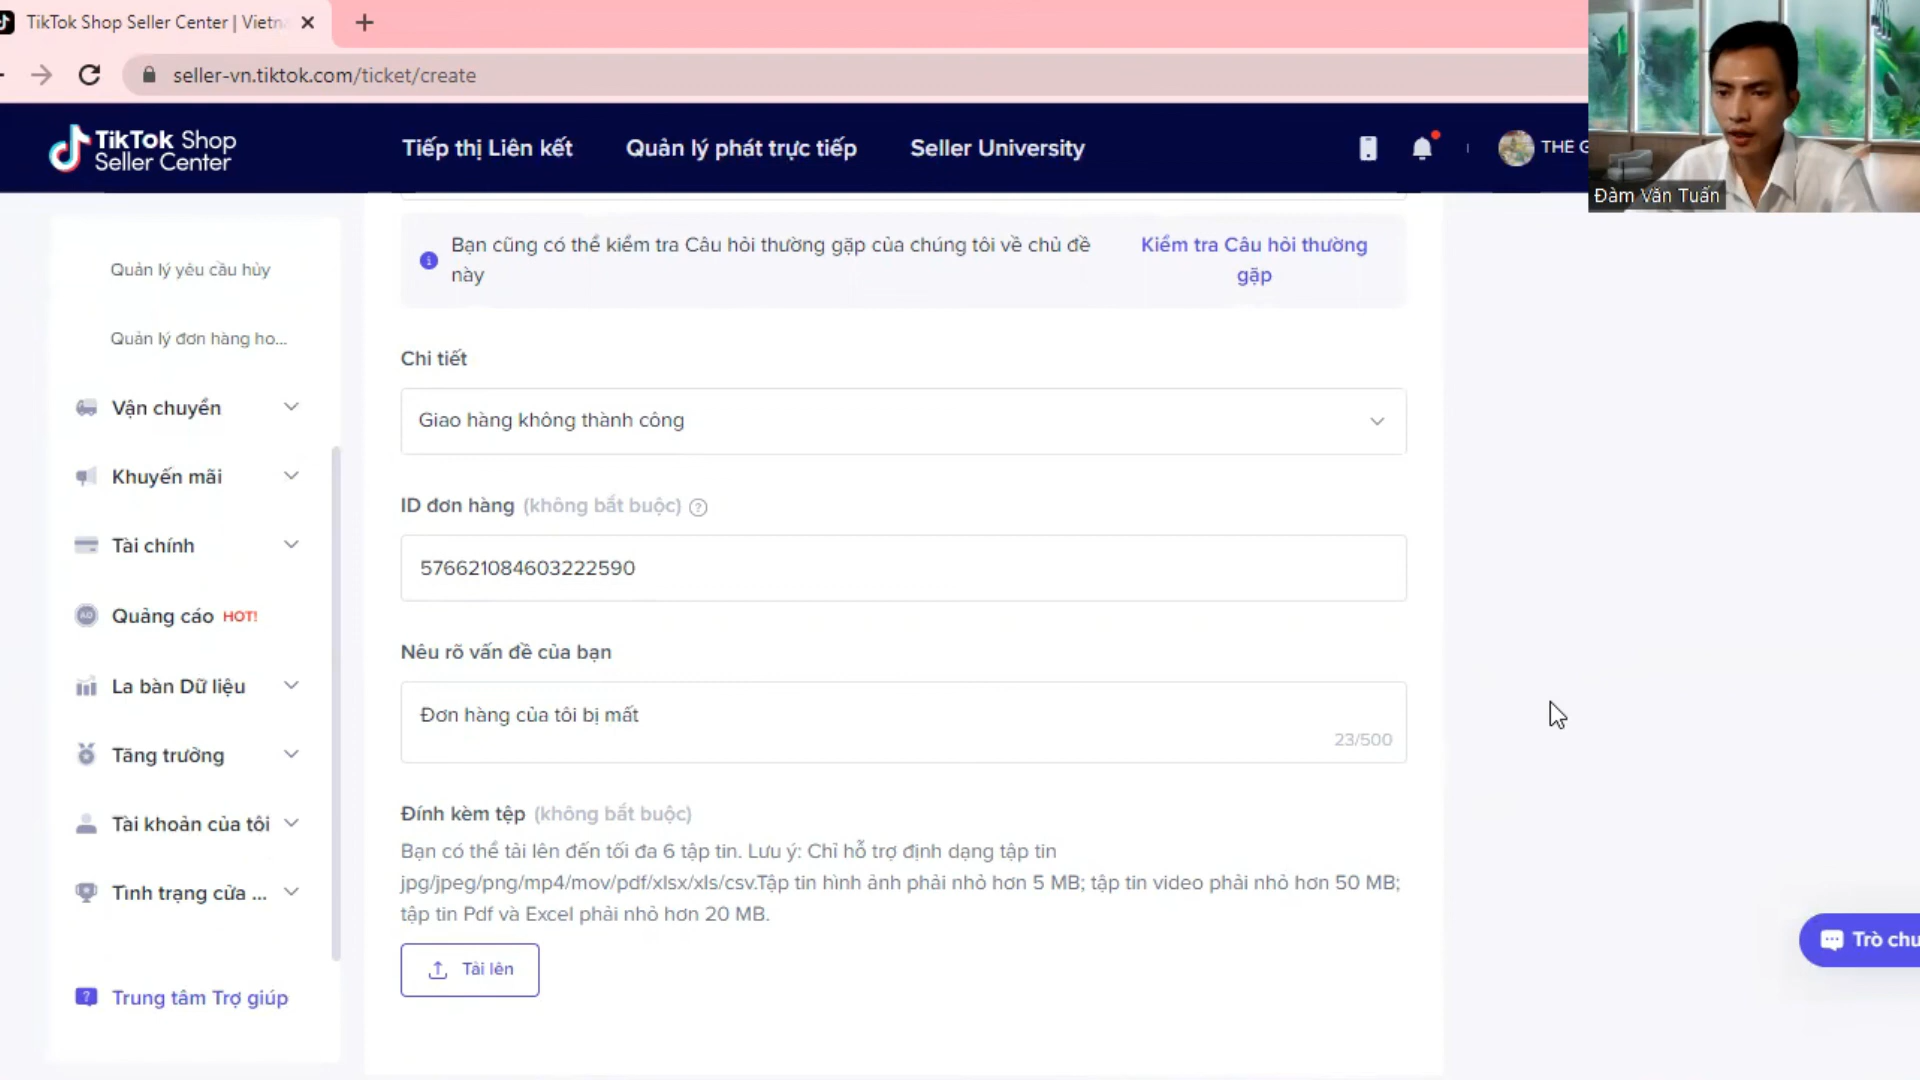 TikTok Shop Seller Center | Vietn
seller-vn.tiktok.com/ticket/create
TikTok Shop
Seller Center
Tiếp thị Liên kết
Quản lý phát trực tiếp
Seller University
THE G
Đàm Văn Tuấn
Quản lý yêu cầu hủy
Quản lý đơn hàng ho...
Vận chuyển
Khuyến mãi
Tài chính
Quảng cáo HOT!
La bàn Dữ liệu
Tăng trưởng
Tài khoản của tôi
Tình trạng cửa ...
Trung tâm Trợ giúp
Bạn cũng có thể kiểm tra Câu hỏi thường gặp của chúng tôi về chủ đề
này
Kiểm tra Câu hỏi thường
gặp
Chi tiết
Giao hàng không thành công
ID đơn hàng (không bắt buộc)
576621084603222590
Nêu rõ vấn đề của bạn
Đơn hàng của tôi bị mất
23/500
Đính kèm tệp (không bắt buộc)
Bạn có thể tải lên đến tối đa 6 tập tin. Lưu ý: Chỉ hỗ trợ định dạng tập tin
jpg/jpeg/png/mp4/mov/pdf/xlsx/xls/csv.Tập tin hình ảnh phải nhỏ hơn 5 MB; tập tin video phải nhỏ hơn 50 MB;
tập tin Pdf và Excel phải nhỏ hơn 20 MB.
Tải lên
Trò chu